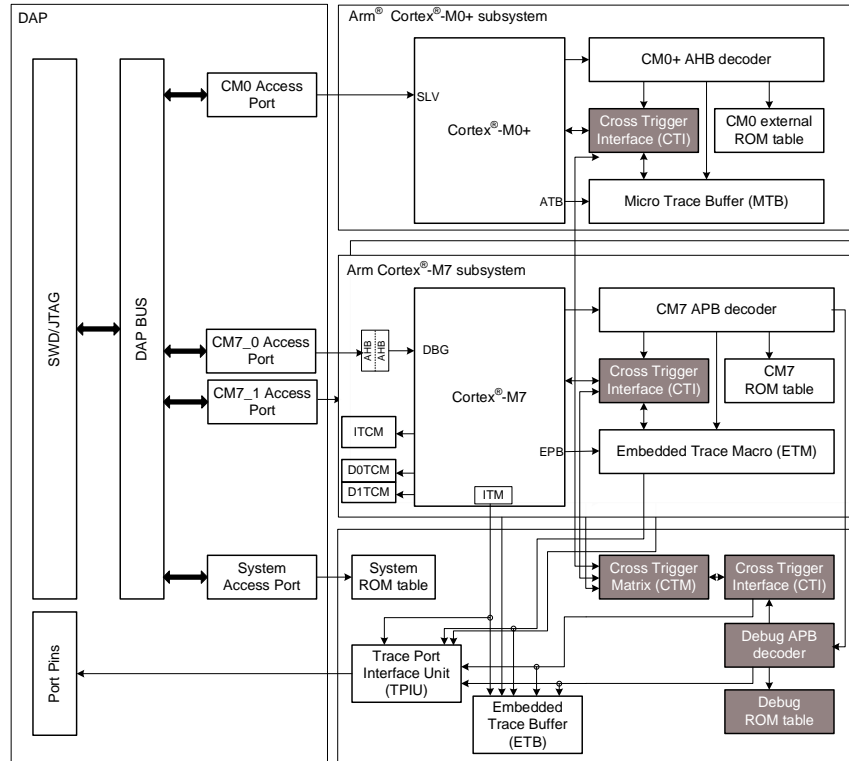 DAP
SWD/JTAG
DAP BUS
CM0 Access
Port
CM7_0 Access
Port
CM7_1 Access
Port
System
Access Port
Port Pins
Arm® Cortex®-M0+ subsystem
SLV
Cortex®-M0+
ATB
CM0+ AHB decoder
Cross Trigger
Interface (CTI)
CM0 external
ROM table
Micro Trace Buffer (MTB)
Arm Cortex®-M7 subsystem
AHB
AHB
DBG
Cortex®-M7
EPB
ITM
ITCM
D0TCM
D1TCM
CM7 APB decoder
Cross Trigger
Interface (CTI)
CM7
ROM table
Embedded Trace Macro (ETM)
System
ROM table
Cross Trigger
Matrix (CTM)
Cross Trigger
Interface (CTI)
Debug APB
decoder
Debug
ROM table
Trace Port
Interface Unit
(TPIU)
Embedded
Trace Buffer
(ETB)